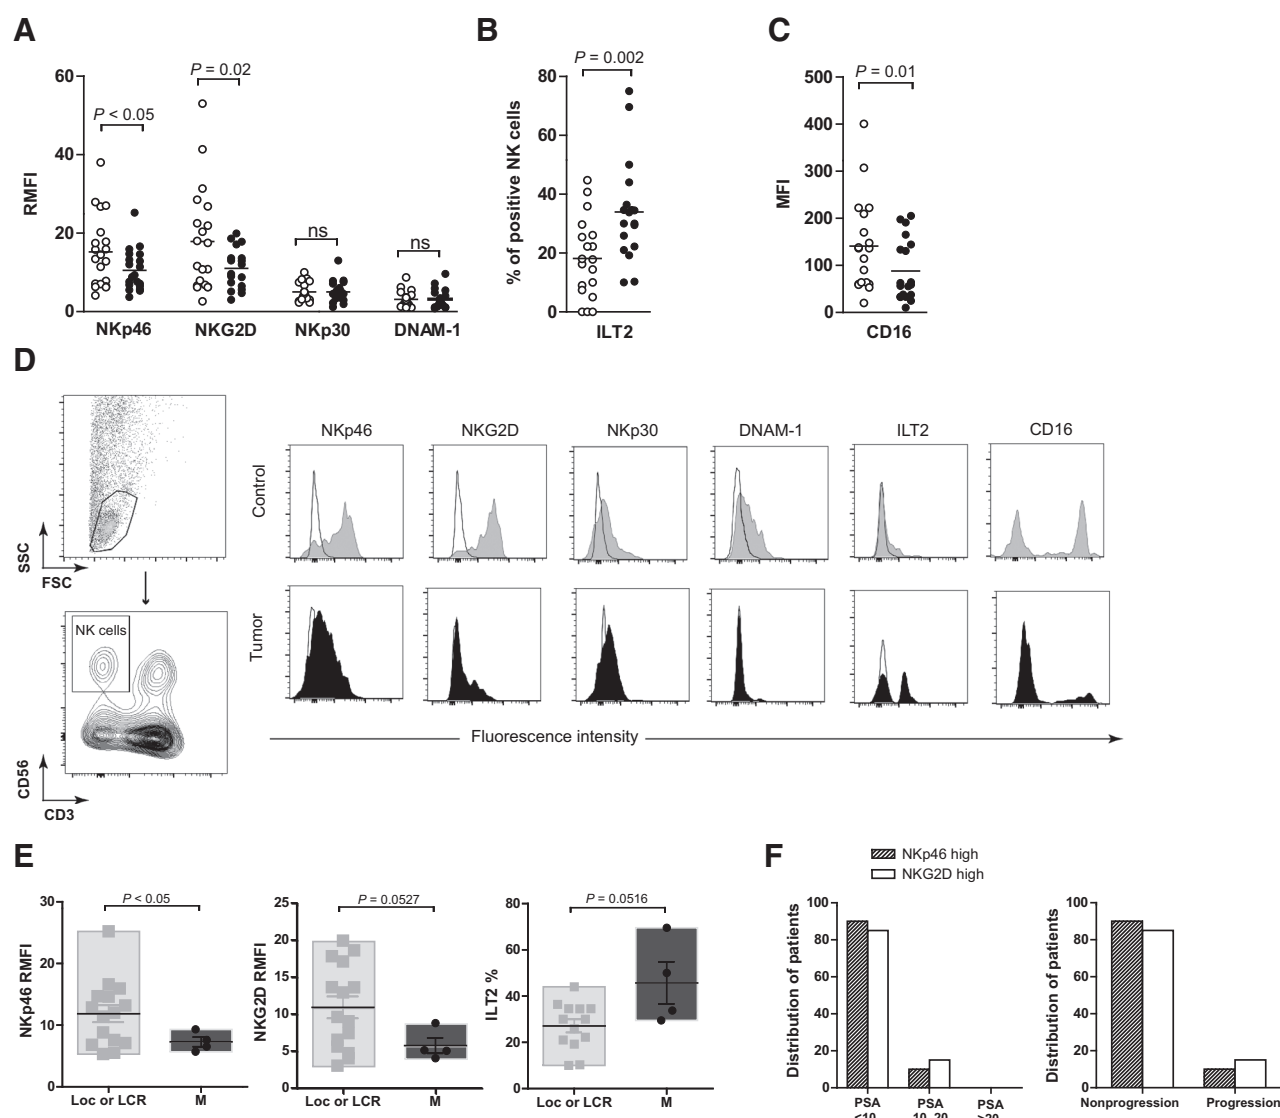 A
RMFI
60
40
20
0
P < 0.05
P = 0.02
ns
ns
NKp46
NKG2D
NKp30
DNAM-1
B
% of positive NK cells
80
60
40
20
0
P = 0.002
ILT2
C
MFI
500
400
300
200
100
0
P = 0.01
CD16
D
SSC
FSC
NK cells
CD56
CD3
NKp46
NKG2D
NKp30
DNAM-1
ILT2
CD16
Control
Tumor
Fluorescence intensity
E
NKp46 RMFI
30
20
10
0
P < 0.05
Loc or LCR
M
NKG2D RMFI
25
20
15
10
5
0
P = 0.0527
Loc or LCR
M
ILT2 %
80
60
40
20
0
P = 0.0516
Loc or LCR
M
F
NKp46 high
NKG2D high
Distribution of patients
100
80
60
40
20
0
PSA
<10
PSA
10–20
PSA
>20
Distribution of patients
100
80
60
40
20
0
Nonprogression
Progression